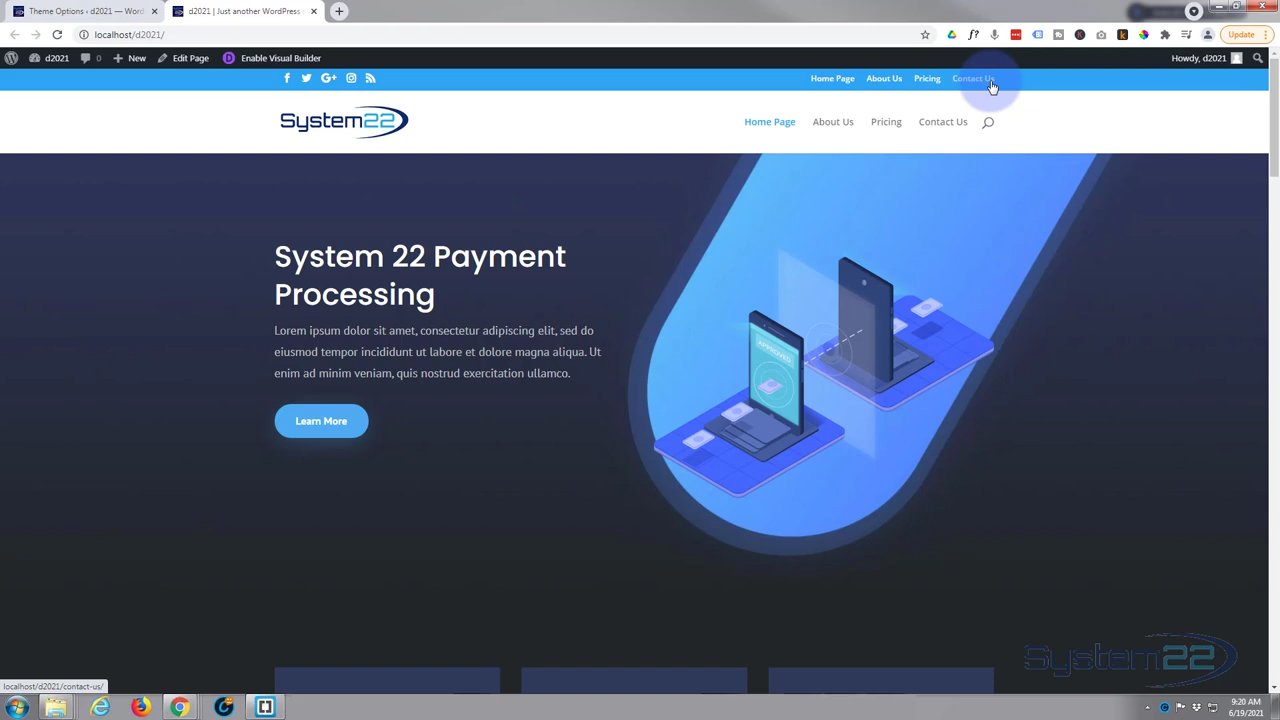 Theme Options ‹ d2021 — Word
d2021 | Just another WordPress
localhost/d2021/
Update
d2021
0
New
Edit Page
Enable Visual Builder
Howdy, d2021
Home Page
About Us
Pricing
Contact Us
System22
Home Page
About Us
Pricing
Contact Us
System 22 Payment
Processing
Lorem ipsum dolor sit amet, consectetur adipiscing elit, sed do
eiusmod tempor incididunt ut labore et dolore magna aliqua. Ut
enim ad minim veniam, quis nostrud exercitation ullamco.
Learn More
APPROVED
System22
localhost/d2021/contact-us/
9:20 AM
6/19/2021